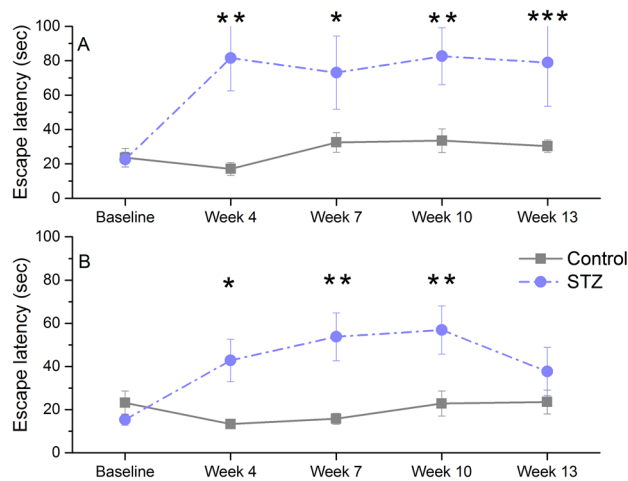 ** * ** ***
A
Escape latency (sec)
100
80
60
40
20
0
Baseline Week 4 Week 7 Week 10 Week 13
B
Escape latency (sec)
100
80
60
40
20
0
* ** **
Control
STZ
Baseline Week 4 Week 7 Week 10 Week 13